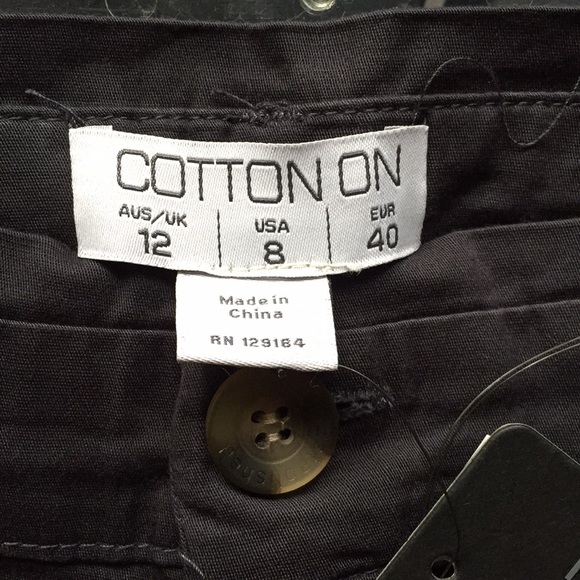 COTTON ON
AUS/UK USA EUR
12 8 40
Made in
China
RN 129164